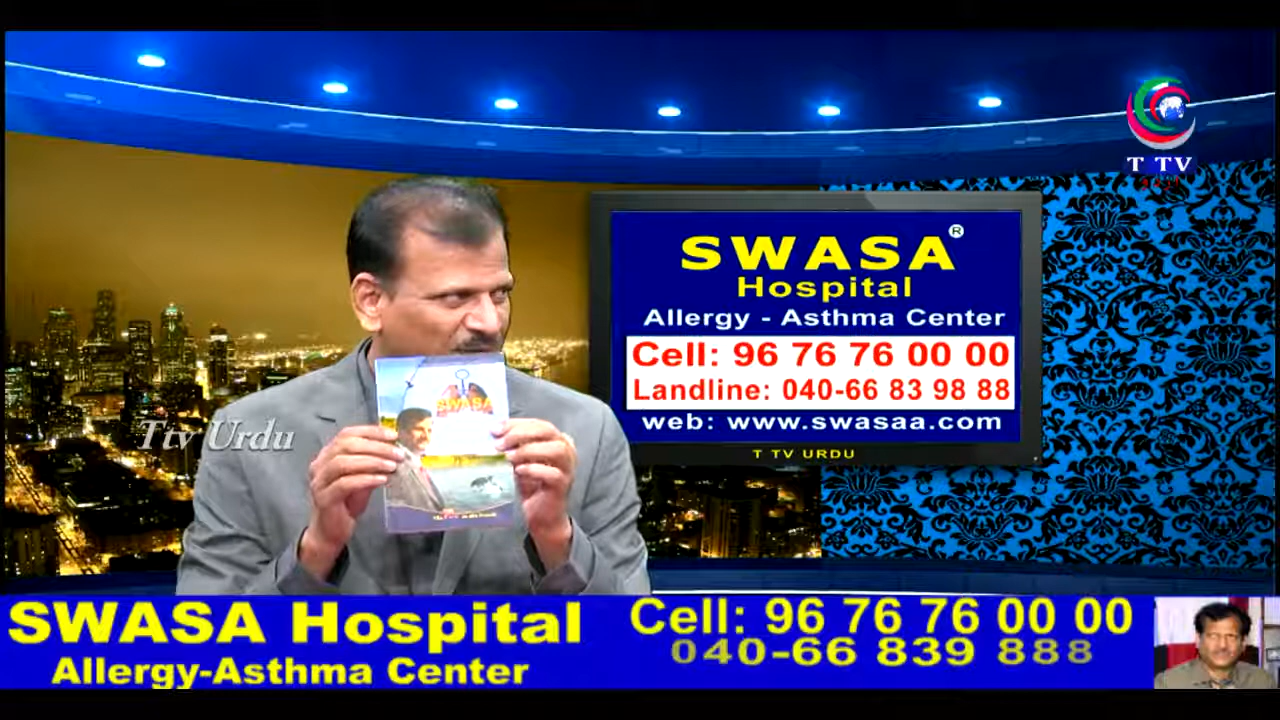 T TV
SWASA®
Hospital
Allergy - Asthma Center
Cell: 96 76 76 00 00
Landline: 040-66 83 98 88
web: www.swasaa.com
T TV URDU
Ttv Urdu
SWASA
SWASA Hospital
Allergy-Asthma Center
Cell: 96 76 76 00 00
040-66 839 888